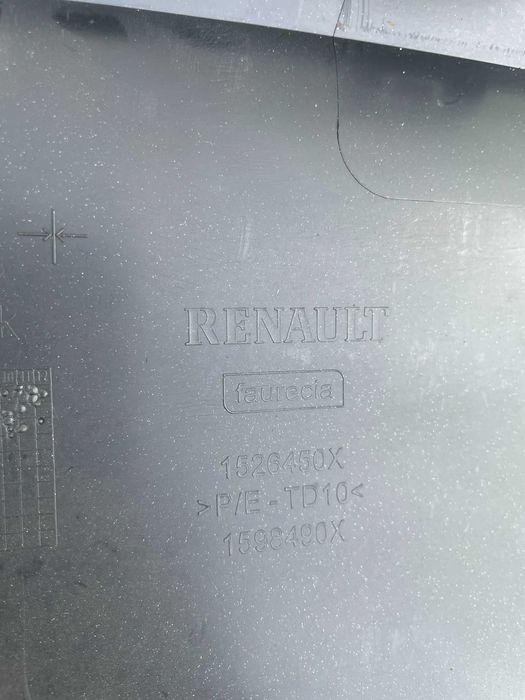 RENAULT
faurecia
1526450X
>P/E-TD10<
1598490X